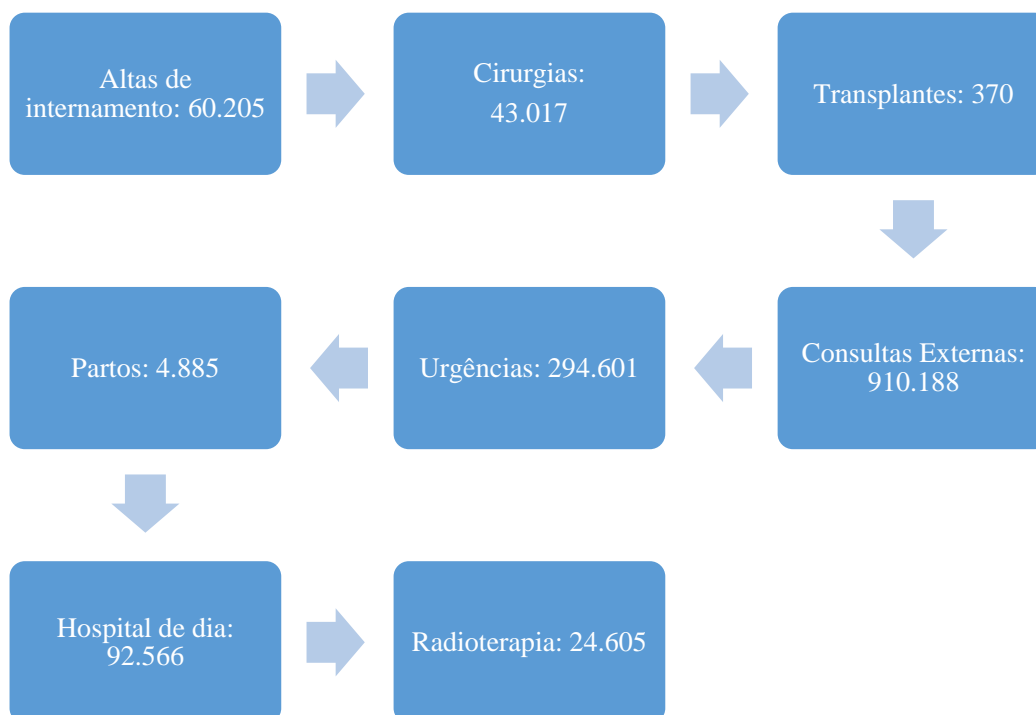 Altas de
internamento: 60.205
Cirurgias:
43.017
Transplantes: 370
Consultas Externas:
910.188
Urgências: 294.601
Partos: 4.885
Hospital de dia:
92.566
Radioterapia: 24.605